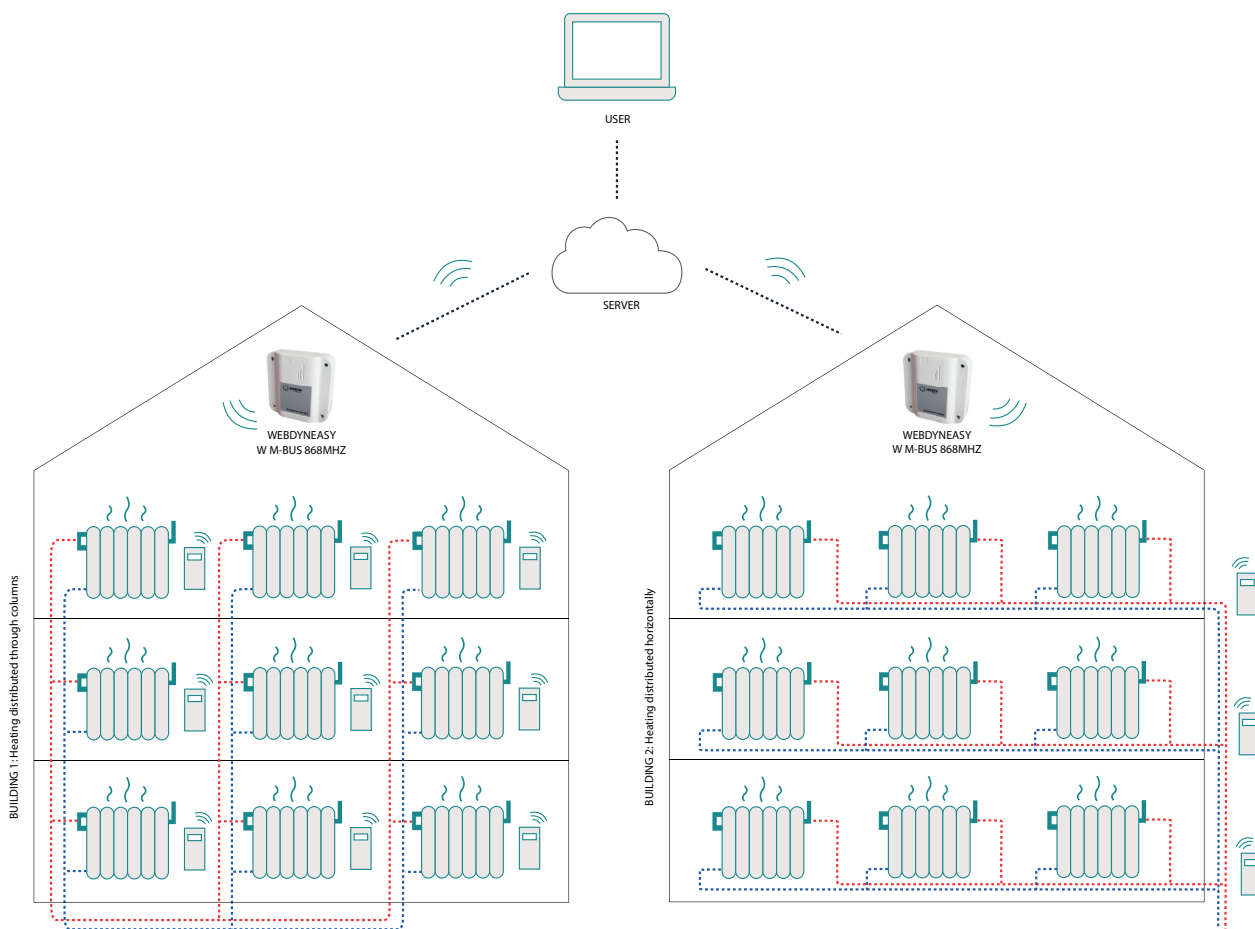 USER
SERVER
WEBDYNEASY
W M-BUS 868MHZ
WEBDYNEASY
W M-BUS 868MHZ
BUILDING 1: Heating distributed through columns
BUILDING 2: Heating distributed horizontally